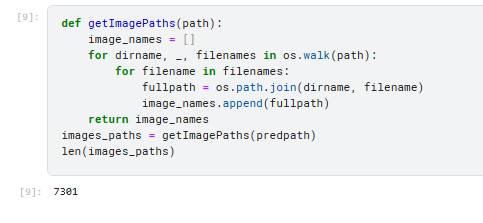 [9]:
def getImagePaths(path):
    image_names = []
    for dirname, _, filenames in os.walk(path):
        for filename in filenames:
            fullpath = os.path.join(dirname, filename)
            image_names.append(fullpath)
    return image_names
images_paths = getImagePaths(predpath)
len(images_paths)
[9]: 7301